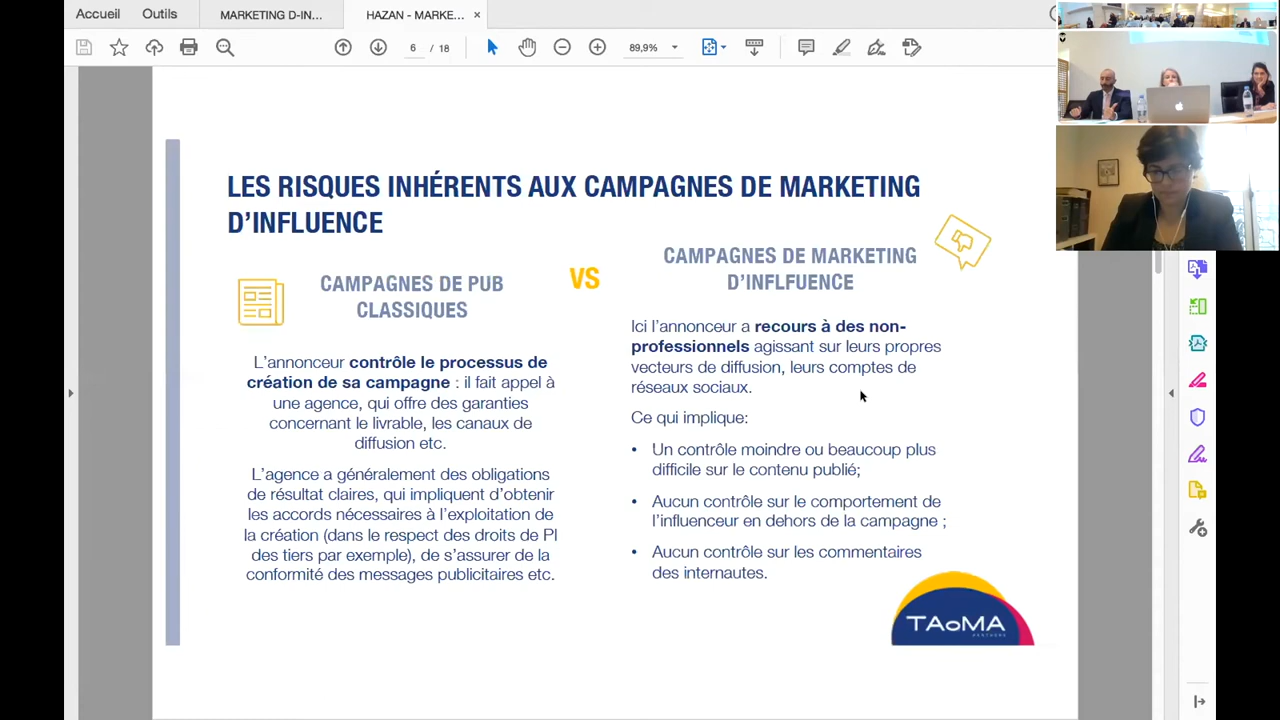 Accueil
Outils
MARKETING D-IN...
HAZAN - MARKE...
×
6 / 18
89,9%
LES RISQUES INHÉRENTS AUX CAMPAGNES DE MARKETING
D'INFLUENCE
CAMPAGNES DE PUB
CLASSIQUES
VS
CAMPAGNES DE MARKETING
D'INFLFUENCE
L'annonceur contrôle le processus de
création de sa campagne : il fait appel à
une agence, qui offre des garanties
concernant le livrable, les canaux de
diffusion etc.
L'agence a généralement des obligations
de résultat claires, qui impliquent d'obtenir
les accords nécessaires à l'exploitation de
la création (dans le respect des droits de PI
des tiers par exemple), de s'assurer de la
conformité des messages publicitaires etc.
Ici l'annonceur a recours à des non-
professionnels agissant sur leurs propres
vecteurs de diffusion, leurs comptes de
réseaux sociaux.
Ce qui implique:
• Un contrôle moindre ou beaucoup plus
difficile sur le contenu publié;
• Aucun contrôle sur le comportement de
l'influenceur en dehors de la campagne ;
• Aucun contrôle sur les commentaires
des internautes.
TAoMA
PARTNERS